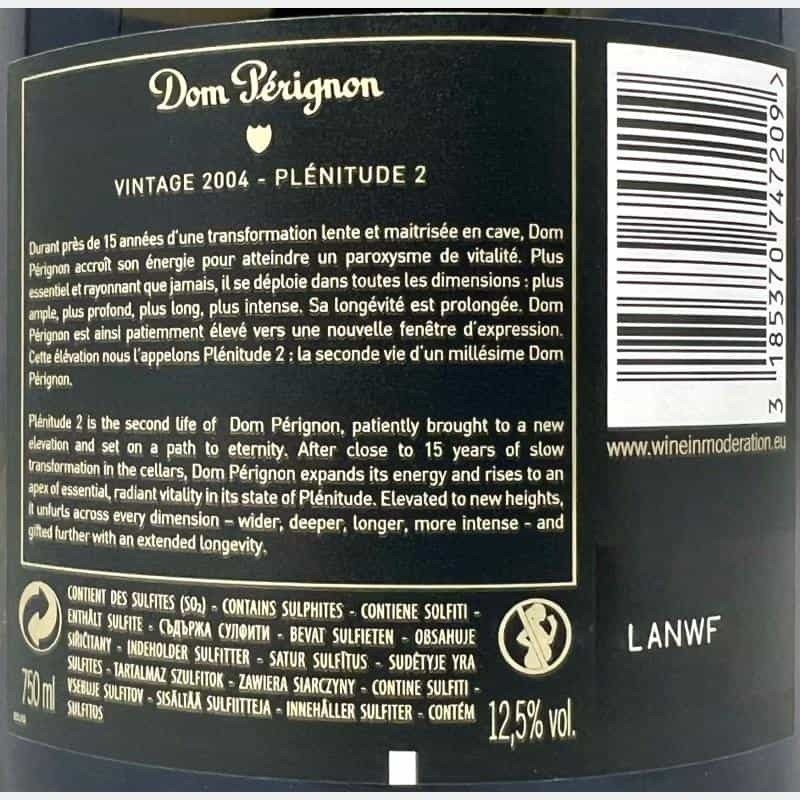 Dom Pérignon
VINTAGE 2004 - PLÉNITUDE 2
Durant près de 15 années d'une transformation lente et maitrisée en cave, Dom
Pérignon accroît son énergie pour atteindre un paroxysme de vitalité. Plus
essentiel et rayonnant que jamais, il se déploie dans toutes les dimensions : plus
ample, plus profond, plus long, plus intense. Sa longévité est prolongée. Dom
Pérignon est ainsi patiemment élevé vers une nouvelle fenêtre d'expression.
Cette élévation nous l'appelons Plénitude 2 : la seconde vie d'un millésime Dom
Pérignon.
Plénitude 2 is the second life of Dom Pérignon, patiently brought to a new
elevation and set on a path to eternity. After close to 15 years of slow
transformation in the cellars, Dom Pérignon expands its energy and rises to an
apex of essential, radiant vitality in its state of Plénitude. Elevated to new heights,
it unfurls across every dimension – wider, deeper, longer, more intense - and
gifted further with an extended longevity.
CONTIENT DES SULFITES (SO₂) - CONTAINS SULPHITES - CONTIENE SOLFITI -
ENTHÄLT SULFITE - СЪДЪРЖА СУЛФИТИ - BEVAT SULFIETEN - OBSAHUJE
SIŘIČITANY - INDEHOLDER SULFITTER - SATUR SULFĪTUS - SUDĖTYJE YRA
SULFITES - TARTALMAZ SZULFITOK - ZAWIERA SIARCZYNY - CONTINE SULFITI -
VSEBUJE SULFITOV - SISÄLTÄÄ SULFIITTEJA - INNEHÅLLER SULFITER - CONTÉM
SULFITOS
750 ml
12,5% vol.
3 185370 747209 >
www.wineinmoderation.eu
LANWF